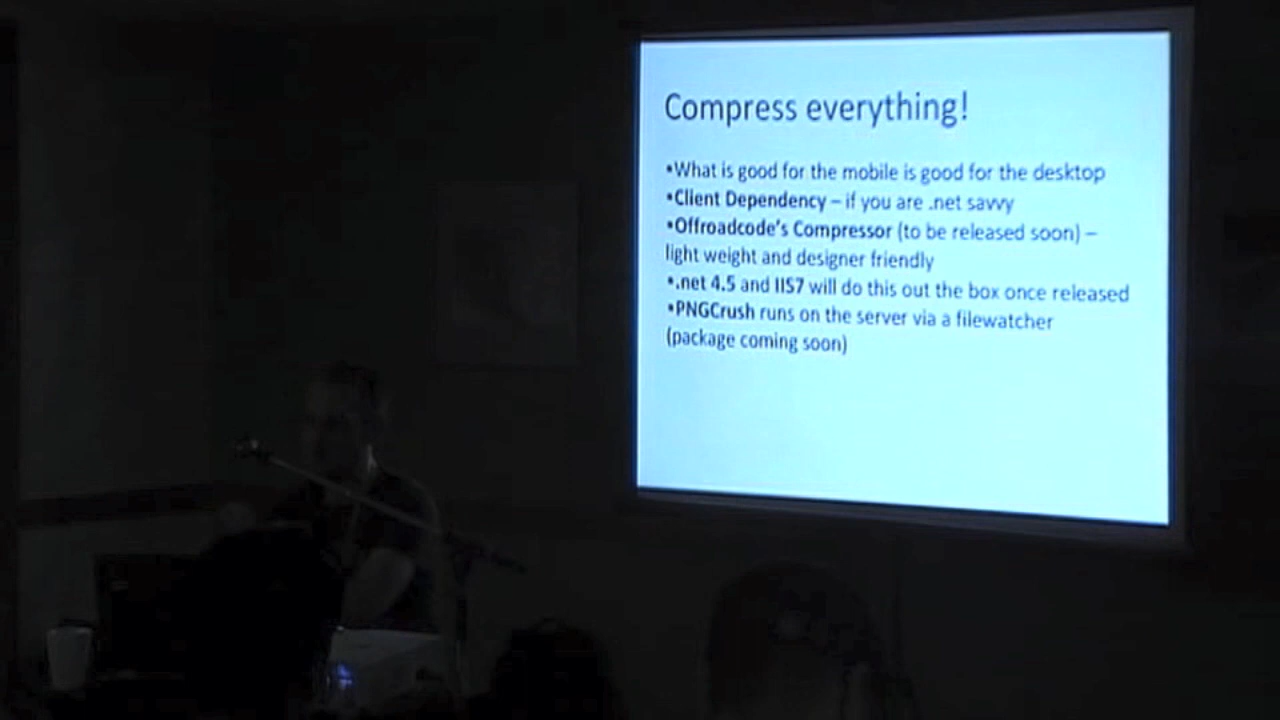 Compress everything!
•What is good for the mobile is good for the desktop
•Client Dependency – if you are .net savvy
•Offroadcode's Compressor (to be released soon) –
light weight and designer friendly
•.net 4.5 and IIS7 will do this out the box once released
•PNGCrush runs on the server via a filewatcher
(package coming soon)